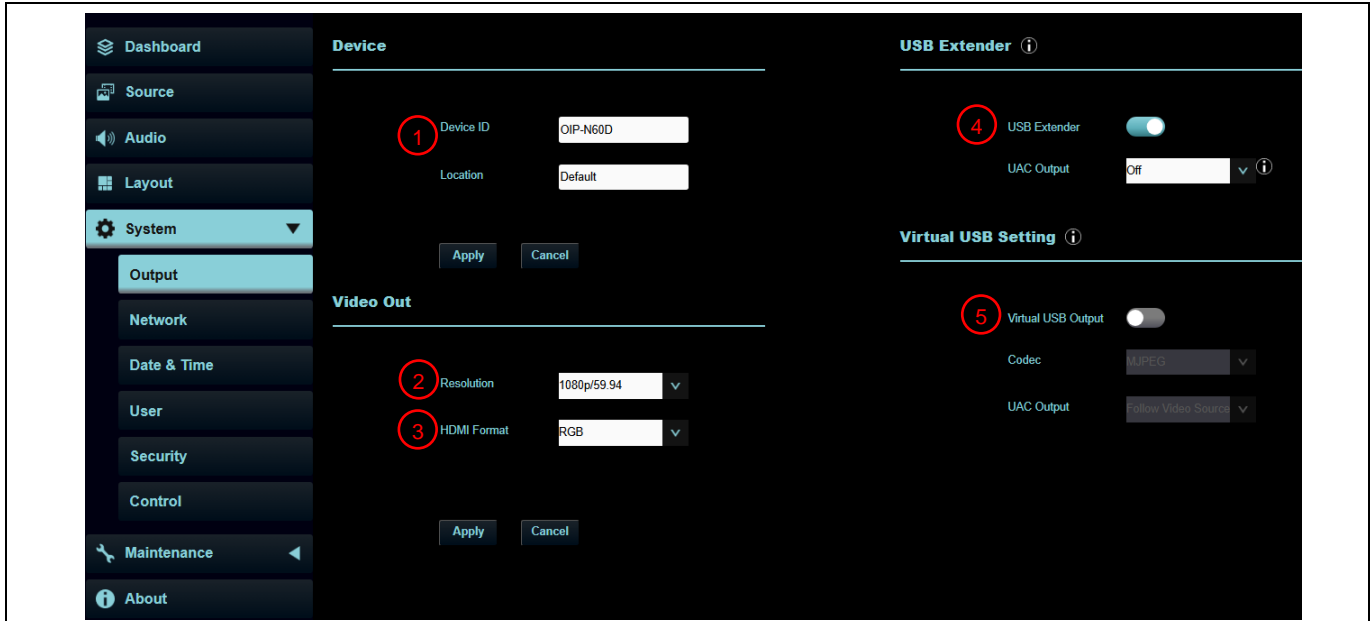 Dashboard
Source
Audio
Layout
System
Output
Network
Date & Time
User
Security
Control
Maintenance
About
Device
1 Device ID OIP-N60D
Location Default
Apply Cancel
Video Out
2 Resolution 1080p/59.94
3 HDMI Format RGB
Apply Cancel
USB Extender
4 USB Extender
UAC Output Off
Virtual USB Setting
5 Virtual USB Output
Codec MJPEG
UAC Output Follow Video Source